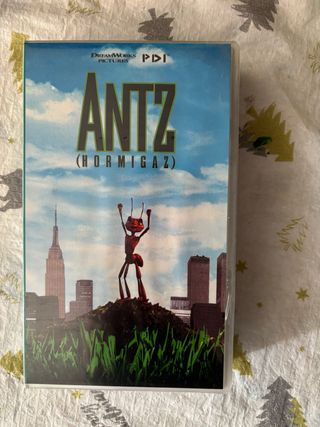 DREAMWORKS
PICTURES
PDI
ANTZ
(HORMIGAZ)